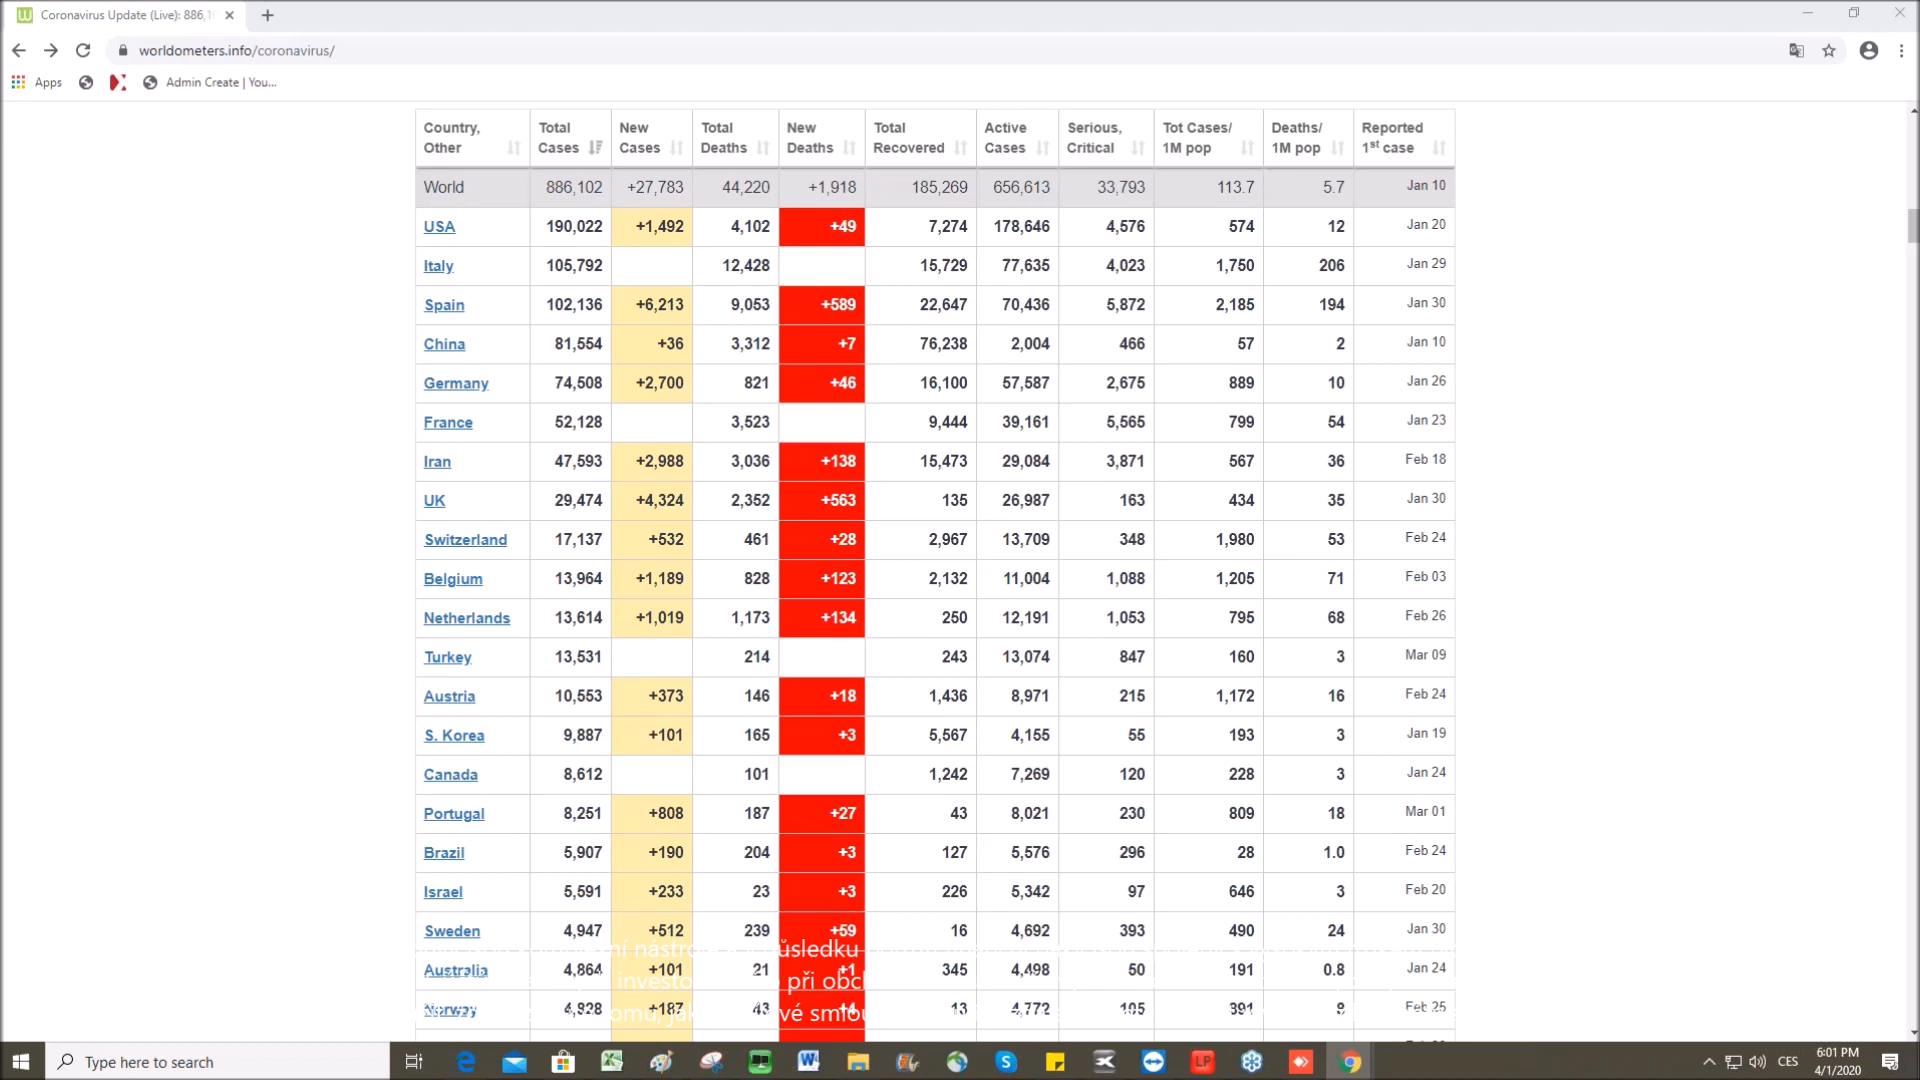 Coronavirus Update (Live): 886,1
worldometers.info/coronavirus/
Apps Admin Create | You...
Country, Other Total Cases New Cases Total Deaths New Deaths Total Recovered Active Cases Serious, Critical Tot Cases/ 1M pop Deaths/ 1M pop Reported 1st case
World 886,102 +27,783 44,220 +1,918 185,269 656,613 33,793 113.7 5.7 Jan 10
USA 190,022 +1,492 4,102 +49 7,274 178,646 4,576 574 12 Jan 20
Italy 105,792 12,428 15,729 77,635 4,023 1,750 206 Jan 29
Spain 102,136 +6,213 9,053 +589 22,647 70,436 5,872 2,185 194 Jan 30
China 81,554 +36 3,312 +7 76,238 2,004 466 57 2 Jan 10
Germany 74,508 +2,700 821 +46 16,100 57,587 2,675 889 10 Jan 26
France 52,128 3,523 9,444 39,161 5,565 799 54 Jan 23
Iran 47,593 +2,988 3,036 +138 15,473 29,084 3,871 567 36 Feb 18
UK 29,474 +4,324 2,352 +563 135 26,987 163 434 35 Jan 30
Switzerland 17,137 +532 461 +28 2,967 13,709 348 1,980 53 Feb 24
Belgium 13,964 +1,189 828 +123 2,132 11,004 1,088 1,205 71 Feb 03
Netherlands 13,614 +1,019 1,173 +134 250 12,191 1,053 795 68 Feb 26
Turkey 13,531 214 243 13,074 847 160 3 Mar 09
Austria 10,553 +373 146 +18 1,436 8,971 215 1,172 16 Feb 24
S. Korea 9,887 +101 165 +3 5,567 4,155 55 193 3 Jan 19
Canada 8,612 101 1,242 7,269 120 228 3 Jan 24
Portugal 8,251 +808 187 +27 43 8,021 230 809 18 Mar 01
Brazil 5,907 +190 204 +3 127 5,576 296 28 1.0 Feb 24
Israel 5,591 +233 23 +3 226 5,342 97 646 3 Feb 20
Sweden 4,947 +512 239 +59 16 4,692 393 490 24 Jan 30
Australia 4,864 +101 21 +1 345 4,498 50 191 0.8 Jan 24
při
Norway 4,828 +187 43 +4 13 4,772 105 891 8 Feb 25
Type here to search
CES
6:01 PM
4/1/2020